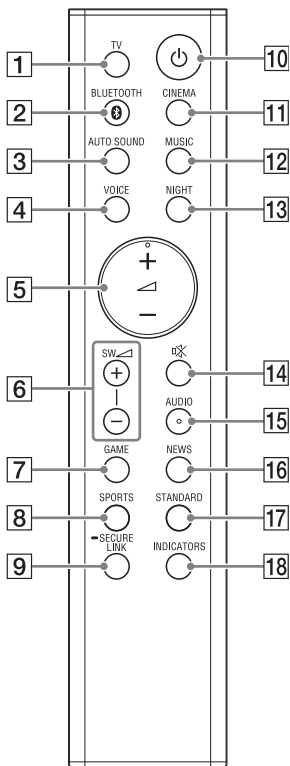 1 TV 10
BLUETOOTH CINEMA
2 11
AUTO SOUND MUSIC
3 12
VOICE NIGHT
4 13
+
5
−
SW
6 + 14
−
AUDIO
15
GAME NEWS
7 16
SPORTS STANDARD
8 17
SECURE
LINK INDICATORS
9 18